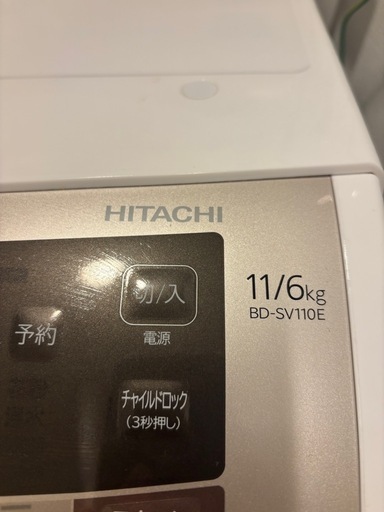 HITACHI
切/入
11/6kg
BD-SV110E
予約
電源
チャイルドロック
(3秒押し)